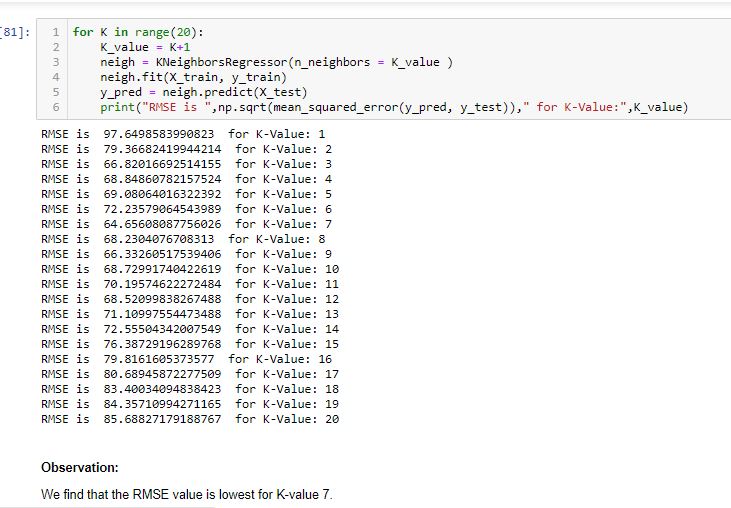 [81]:
1 for K in range(20):
2 K_value = K+1
3 neigh = KNeighborsRegressor(n_neighbors = K_value )
4 neigh.fit(X_train, y_train)
5 y_pred = neigh.predict(X_test)
6 print("RMSE is ",np.sqrt(mean_squared_error(y_pred, y_test))," for K-Value:",K_value)
RMSE is  97.6498583990823  for K-Value: 1
RMSE is  79.36682419944214  for K-Value: 2
RMSE is  66.82016692514155  for K-Value: 3
RMSE is  68.84860782157524  for K-Value: 4
RMSE is  69.08064016322392  for K-Value: 5
RMSE is  72.23579064543989  for K-Value: 6
RMSE is  64.65608087756026  for K-Value: 7
RMSE is  68.2304076708313  for K-Value: 8
RMSE is  66.33260517539406  for K-Value: 9
RMSE is  68.72991740422619  for K-Value: 10
RMSE is  70.19574622272484  for K-Value: 11
RMSE is  68.52099838267488  for K-Value: 12
RMSE is  71.10997554473488  for K-Value: 13
RMSE is  72.55504342007549  for K-Value: 14
RMSE is  76.38729196289768  for K-Value: 15
RMSE is  79.8161605373577  for K-Value: 16
RMSE is  80.68945872277509  for K-Value: 17
RMSE is  83.40034094838423  for K-Value: 18
RMSE is  84.35710994271165  for K-Value: 19
RMSE is  85.68827179188767  for K-Value: 20
Observation:
We find that the RMSE value is lowest for K-value 7.